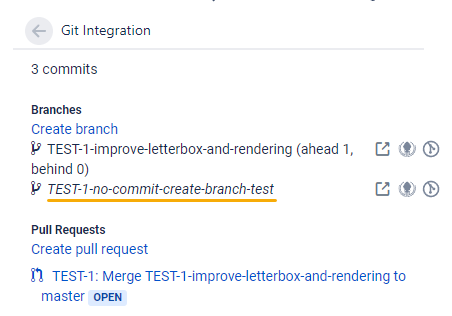 Git Integration
3 commits
Branches
Create branch
TEST-1-improve-letterbox-and-rendering (ahead 1,
behind 0)
TEST-1-no-commit-create-branch-test
Pull Requests
Create pull request
TEST-1: Merge TEST-1-improve-letterbox-and-rendering to
master OPEN